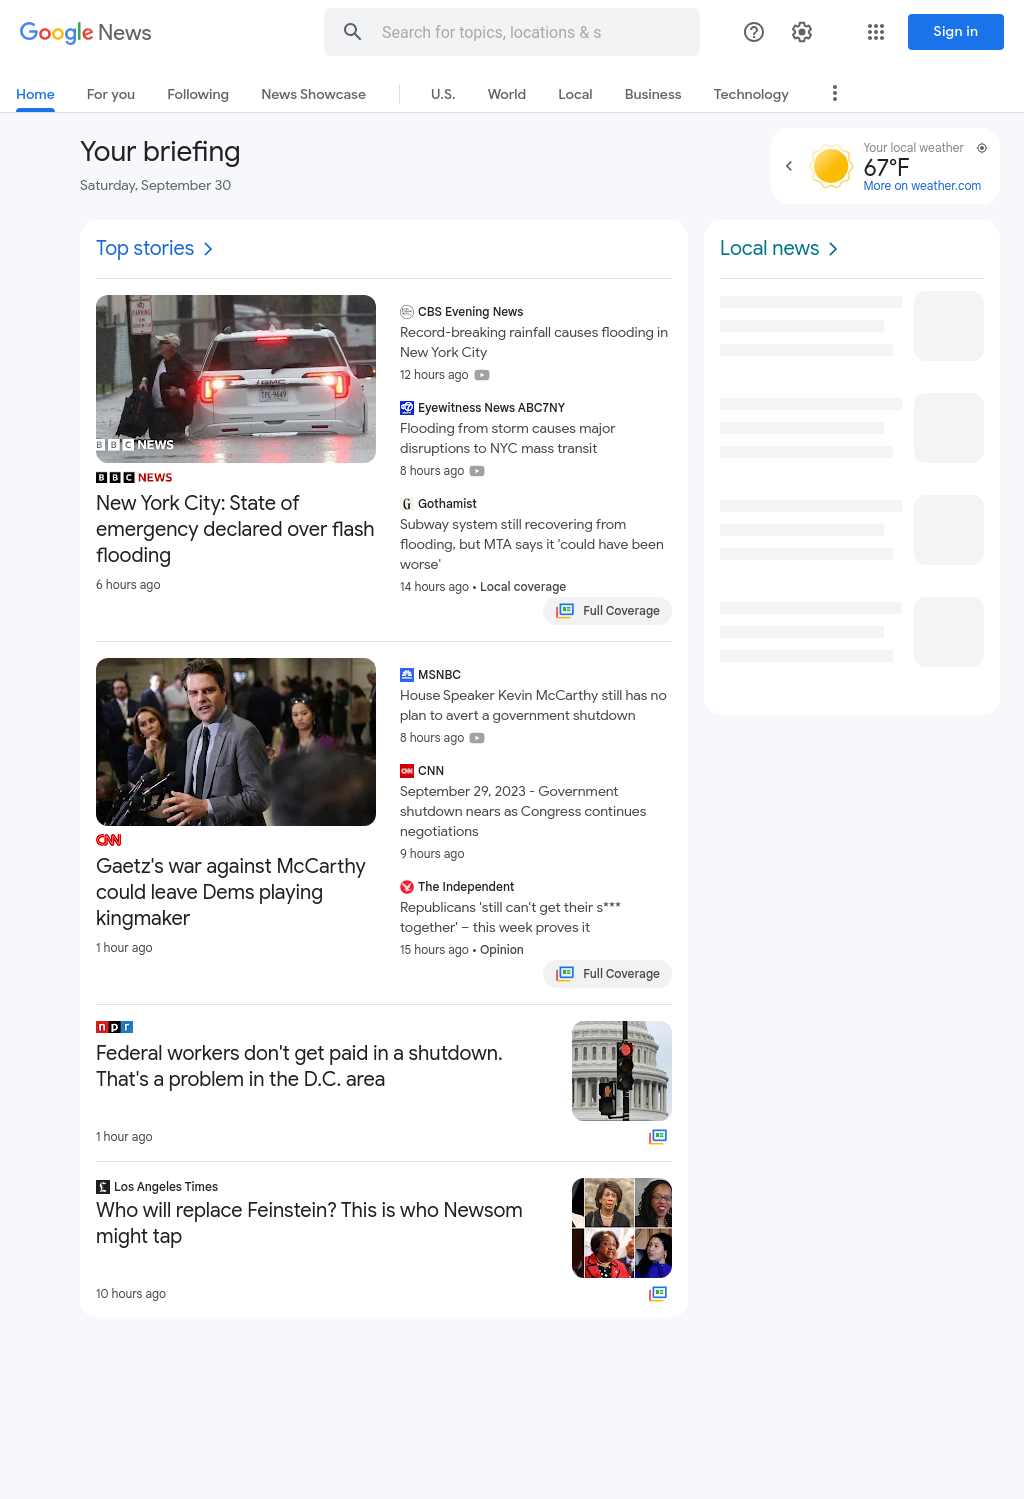 Google News
Search for topics, locations & s
Sign in
Home
For you
Following
News Showcase
U.S.
World
Local
Business
Technology
Your briefing
Saturday, September 30
Your local weather
67°F
More on weather.com
Top stories
NO
PARKING
GMC
BBC NEWS
BBC NEWS
New York City: State of
emergency declared over flash
flooding
6 hours ago
CBS Evening News
Record-breaking rainfall causes flooding in
New York City
12 hours ago
Eyewitness News ABC7NY
Flooding from storm causes major
disruptions to NYC mass transit
8 hours ago
Gothamist
Subway system still recovering from
flooding, but MTA says it 'could have been
worse'
14 hours ago • Local coverage
Full Coverage
CNN
Gaetz's war against McCarthy
could leave Dems playing
kingmaker
1 hour ago
MSNBC
House Speaker Kevin McCarthy still has no
plan to avert a government shutdown
8 hours ago
CNN
September 29, 2023 - Government
shutdown nears as Congress continues
negotiations
9 hours ago
The Independent
Republicans 'still can't get their s***
together' – this week proves it
15 hours ago • Opinion
Full Coverage
npr
Federal workers don't get paid in a shutdown.
That's a problem in the D.C. area
1 hour ago
Los Angeles Times
Who will replace Feinstein? This is who Newsom
might tap
10 hours ago
Local news